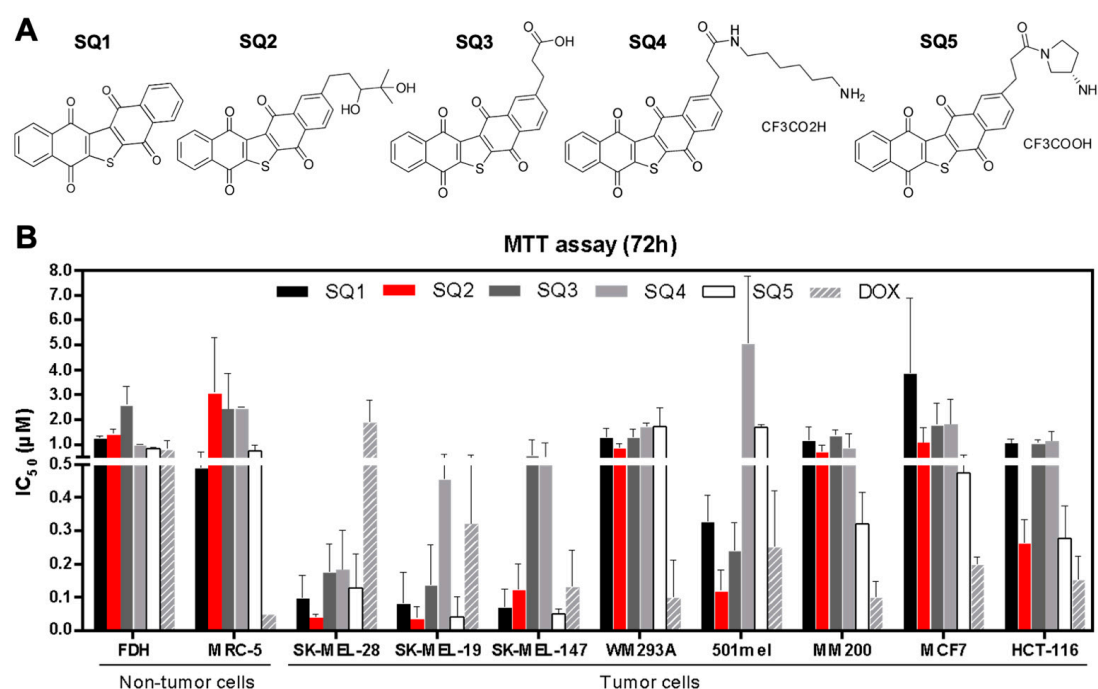 A
SQ1
SQ2
SQ3
SQ4
SQ5
O
O
O
O
S
O
O
O
O
S
OH
HO
O
OH
O
O
O
O
S
O
H
N
NH2
O
O
O
O
S
CF3CO2H
O
N
NH
O
O
O
O
S
CF3COOH
B
MTT assay (72h)
SQ1 SQ2 SQ3 SQ4 SQ5 DOX
IC50 (µM)
8.0
7.0
6.0
5.0
4.0
3.0
2.0
1.0
0.5
0.4
0.3
0.2
0.1
0.0
FDH MRC-5 SK-MEL-28 SK-MEL-19 SK-MEL-147 WM293A 501mel MM200 MCF7 HCT-116
Non-tumor cells Tumor cells